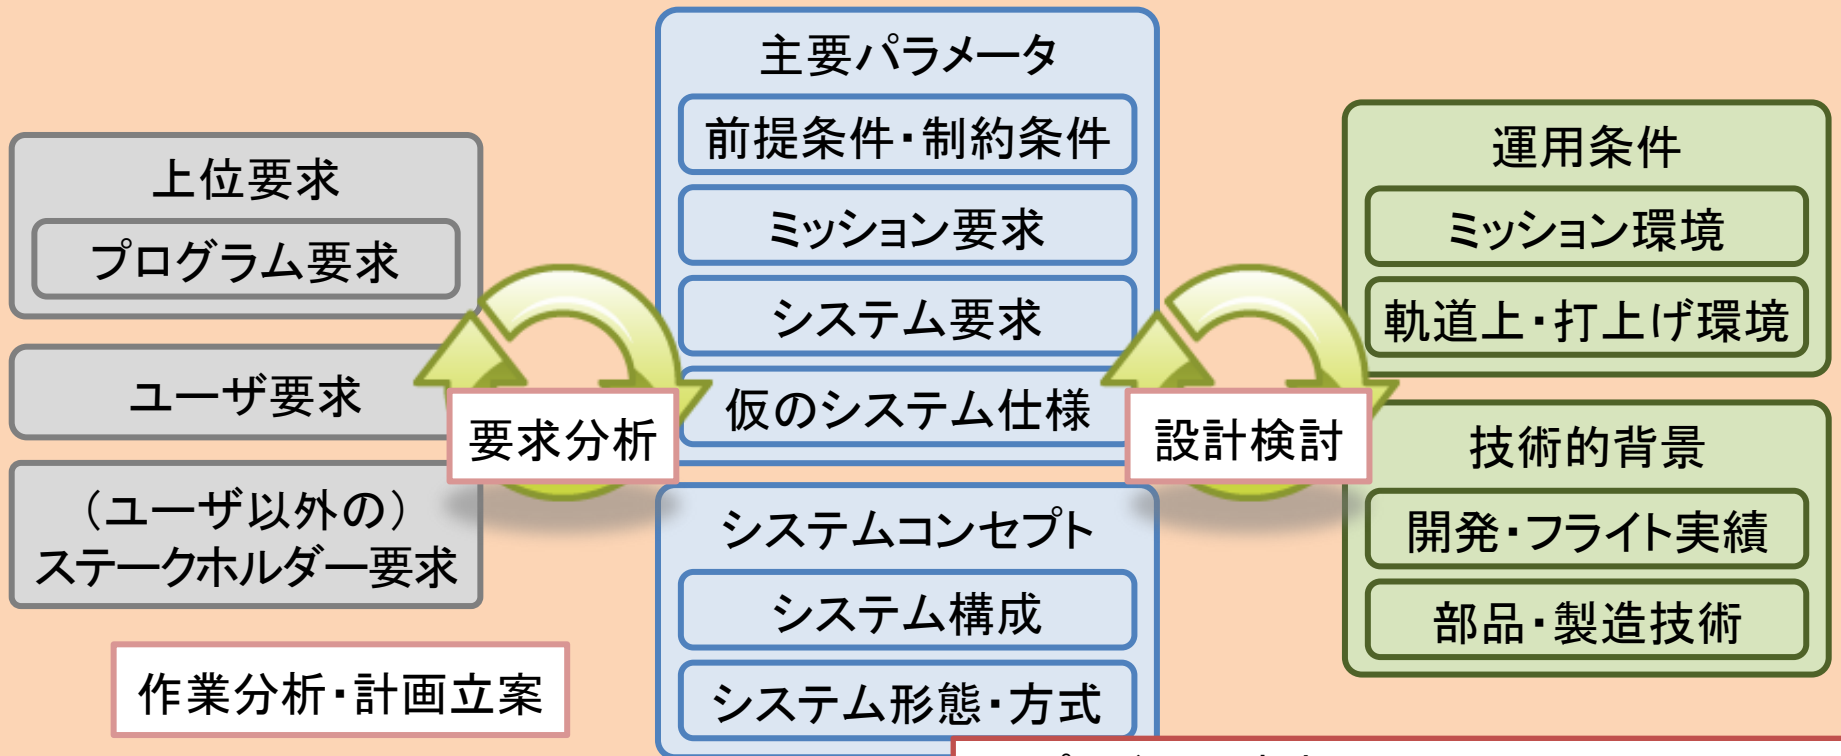 上位要求
プログラム要求
ユーザ要求
（ユーザ以外の）
ステークホルダー要求
作業分析・計画立案
要求分析
主要パラメータ
前提条件・制約条件
ミッション要求
システム要求
仮のシステム仕様
システムコンセプト
システム構成
システム形態・方式
設計検討
運用条件
ミッション環境
軌道上・打上げ環境
技術的背景
開発・フライト実績
部品・製造技術